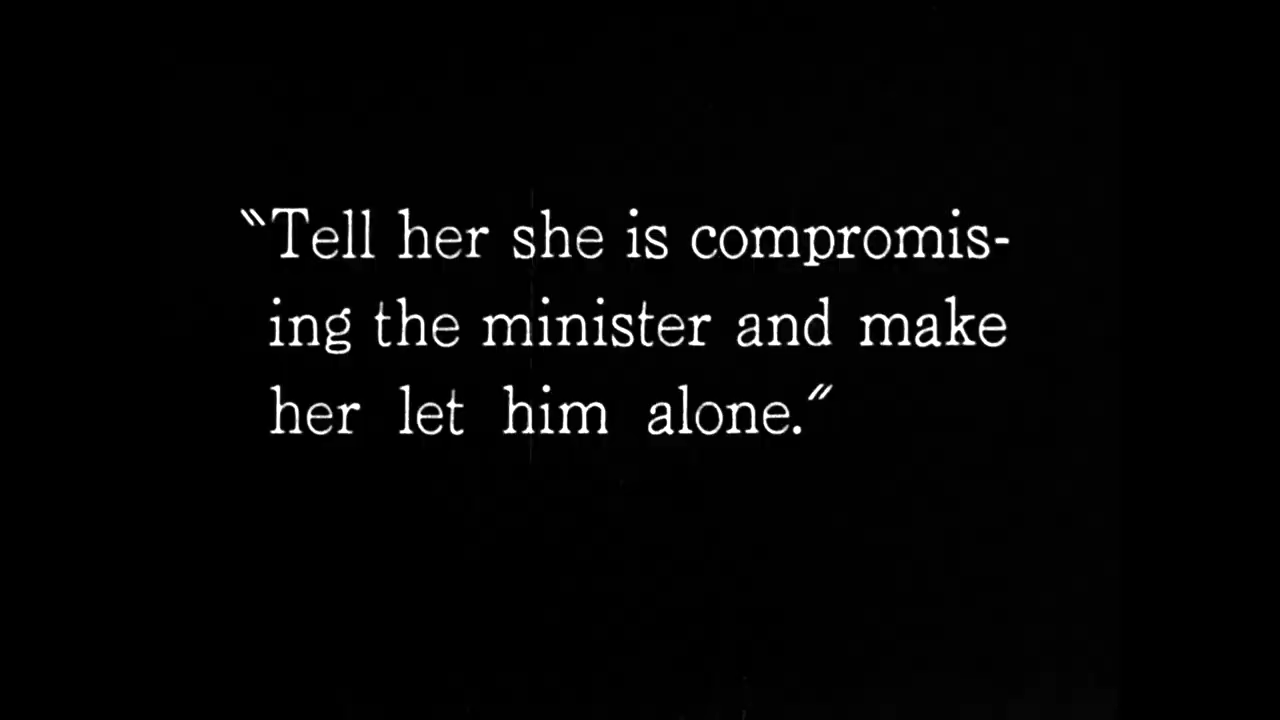 "Tell her she is compromis-
ing the minister and make
her let him alone."